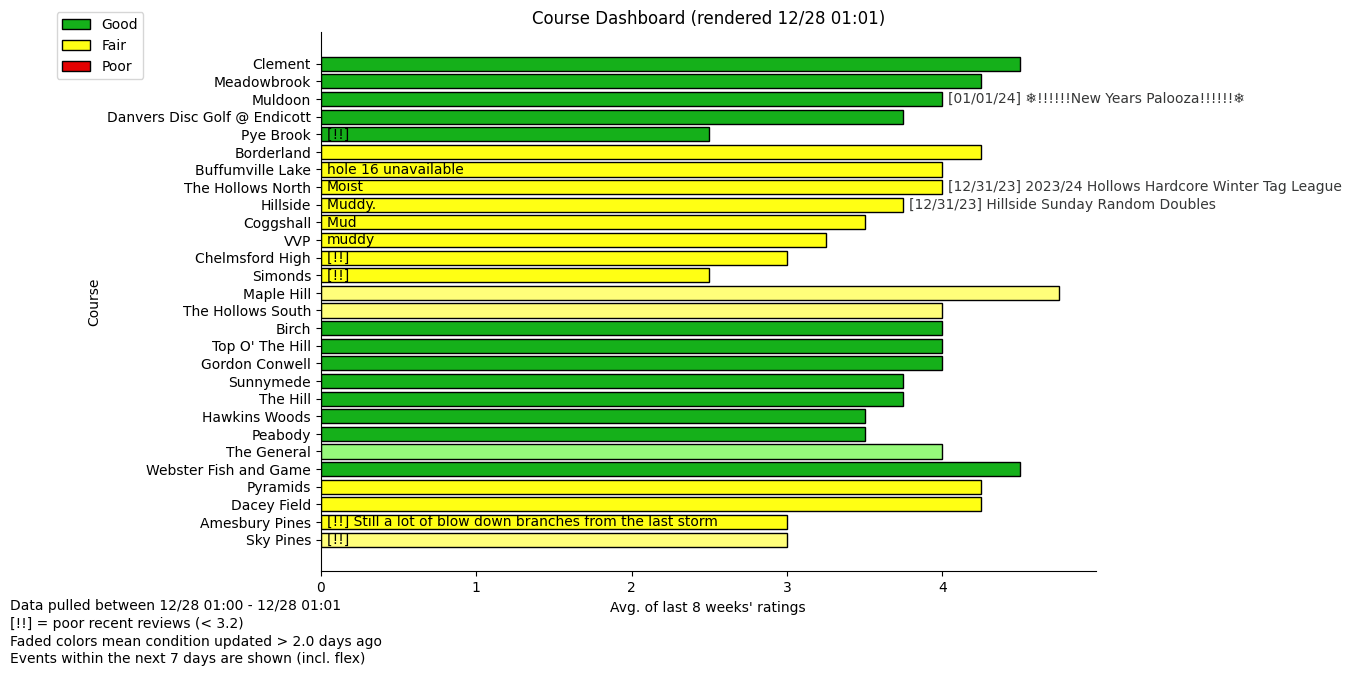 Course Dashboard (rendered 12/28 01:01)
Good
Fair
Poor
Clement
Meadowbrook
Muldoon [01/01/24] ❄!!!!!!New Years Palooza!!!!!!❄
Danvers Disc Golf @ Endicott
Pye Brook [!!]
Borderland
Buffumville Lake hole 16 unavailable
The Hollows North Moist [12/31/23] 2023/24 Hollows Hardcore Winter Tag League
Hillside Muddy. [12/31/23] Hillside Sunday Random Doubles
Coggshall Mud
VVP muddy
Chelmsford High [!!]
Simonds [!!]
Maple Hill
The Hollows South
Birch
Top O' The Hill
Gordon Conwell
Sunnymede
The Hill
Hawkins Woods
Peabody
The General
Webster Fish and Game
Pyramids
Dacey Field
Amesbury Pines [!!] Still a lot of blow down branches from the last storm
Sky Pines [!!]
Course
0 1 2 3 4
Avg. of last 8 weeks' ratings
Data pulled between 12/28 01:00 - 12/28 01:01
[!!] = poor recent reviews (< 3.2)
Faded colors mean condition updated > 2.0 days ago
Events within the next 7 days are shown (incl. flex)